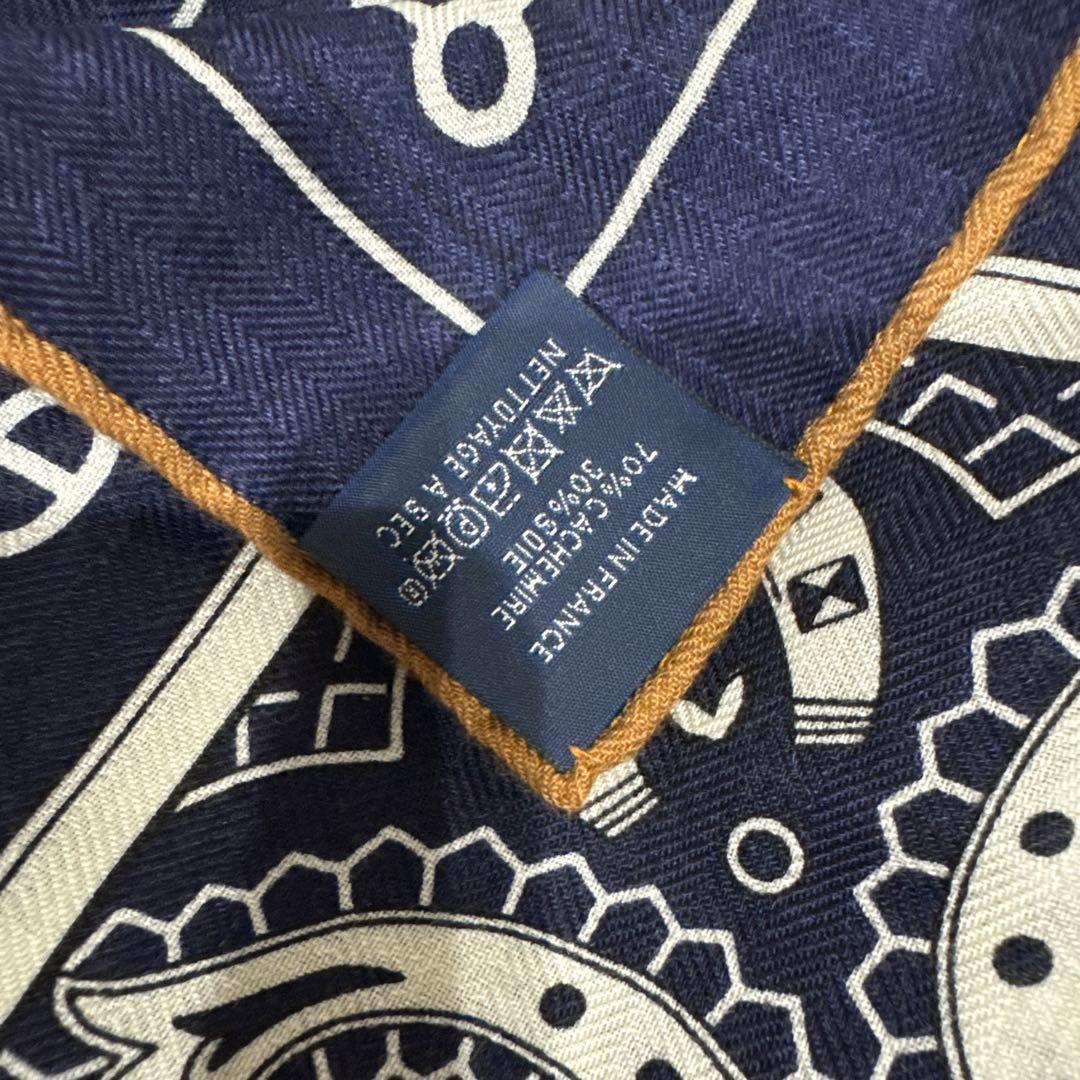 MADE IN FRANCE
70% CACHEMIRE
30% SOIE
NETTOYAGE A SEC